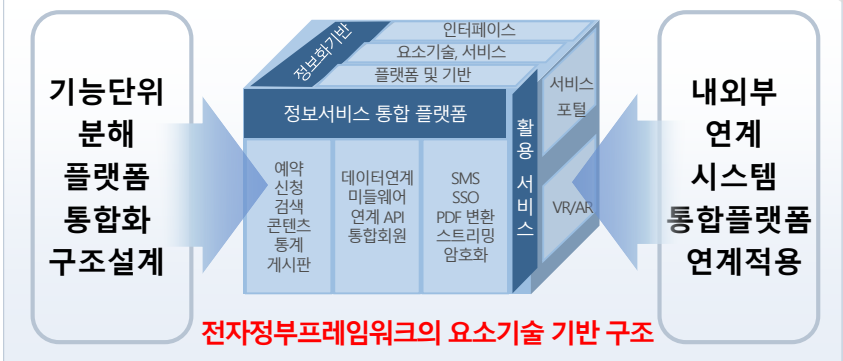 기능단위
분해
플랫폼
통합화
구조설계
정보화기반
인터페이스
요소기술, 서비스
플랫폼 및 기반
정보서비스 통합 플랫폼
예약
신청
검색
콘텐츠
통계
게시판
데이터연계
미들웨어
연계 API
통합회원
SMS
SSO
PDF 변환
스트리밍
암호화
활용 서비스
서비스
포털
VR/AR
내외부
연계
시스템
통합플랫폼
연계적용
전자정부프레임워크의 요소기술 기반 구조